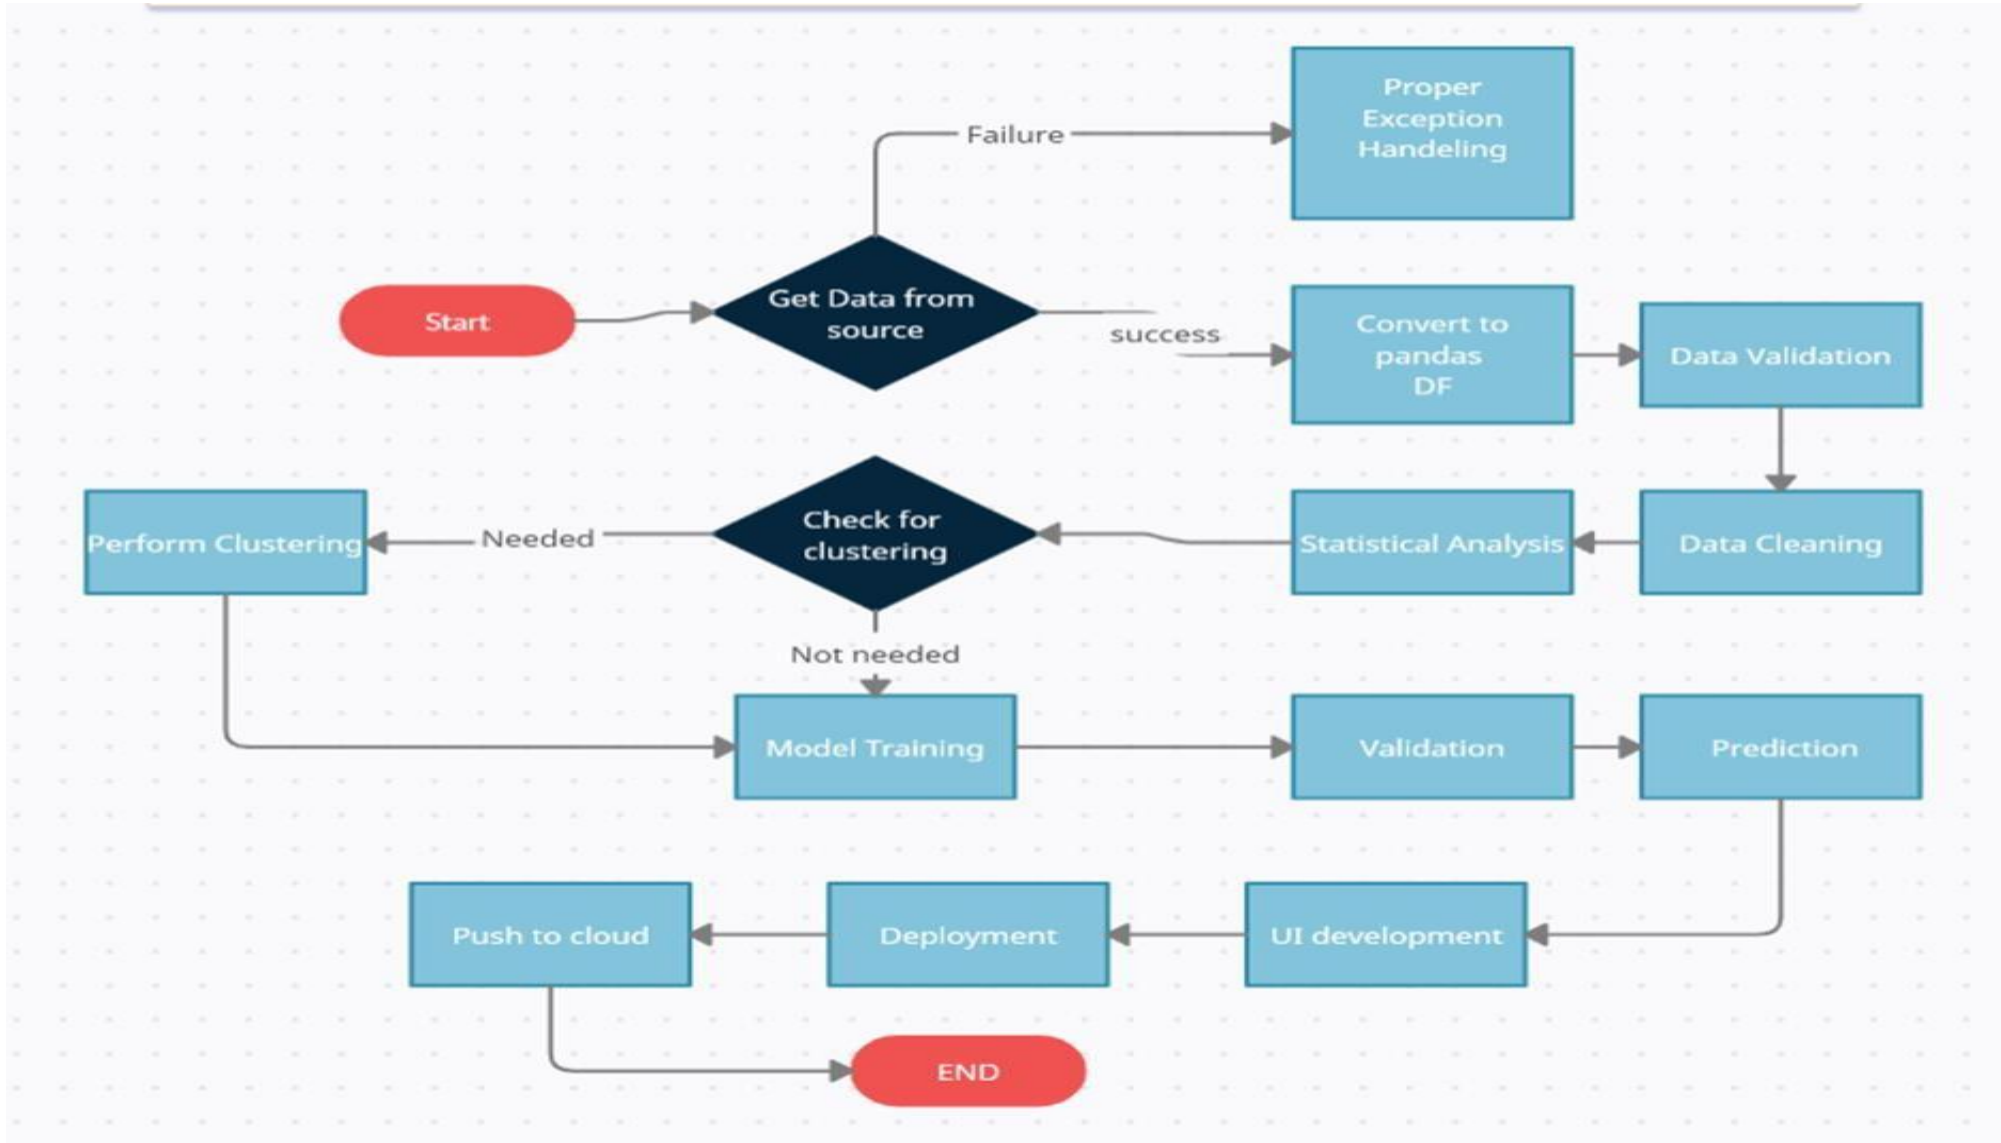 Proper
Exception
Handeling
Failure
Start
Get Data from
source
success
Convert to
pandas
DF
Data Validation
Perform Clustering
Needed
Check for
clustering
Statistical Analysis
Data Cleaning
Not needed
Model Training
Validation
Prediction
Push to cloud
Deployment
UI development
END